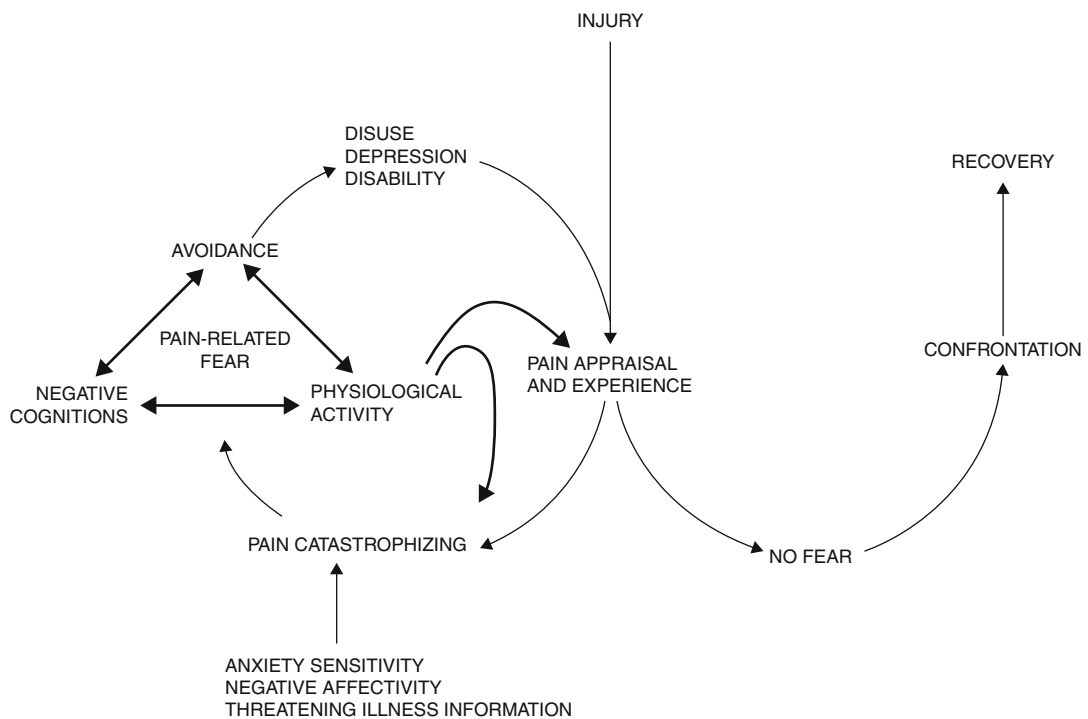 INJURY
DISUSE
DEPRESSION
DISABILITY
RECOVERY
AVOIDANCE
PAIN-RELATED
FEAR
CONFRONTATION
PAIN APPRAISAL
AND EXPERIENCE
NEGATIVE
COGNITIONS
PHYSIOLOGICAL
ACTIVITY
PAIN CATASTROPHIZING
NO FEAR
ANXIETY SENSITIVITY
NEGATIVE AFFECTIVITY
THREATENING ILLNESS INFORMATION